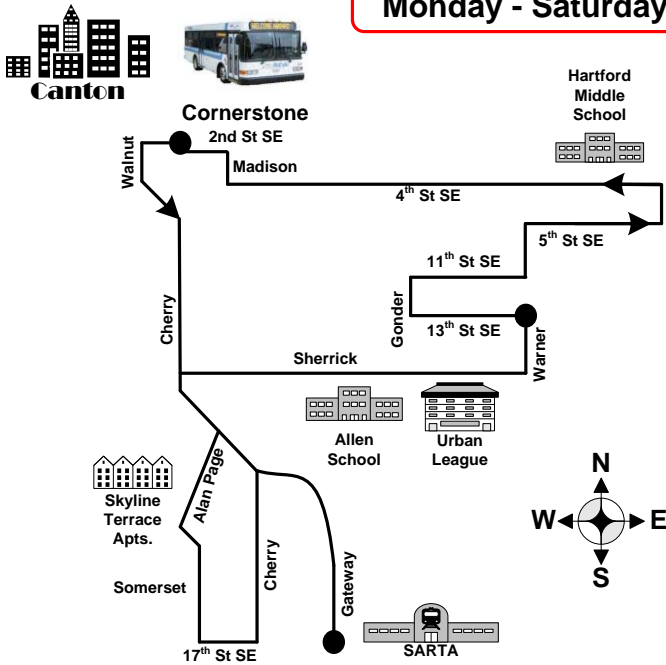 Monday - Saturday
Canton
WELCOME ABOARD
Cornerstone
2nd St SE
Walnut
Madison
Hartford
Middle
School
4th St SE
5th St SE
11th St SE
Gonder
13th St SE
Cherry
Sherrick
Warner
Allen
School
Urban
League
Skyline
Terrace
Apts.
Alan Page
Somerset
Cherry
Gateway
17th St SE
SARTA
N
W
E
S